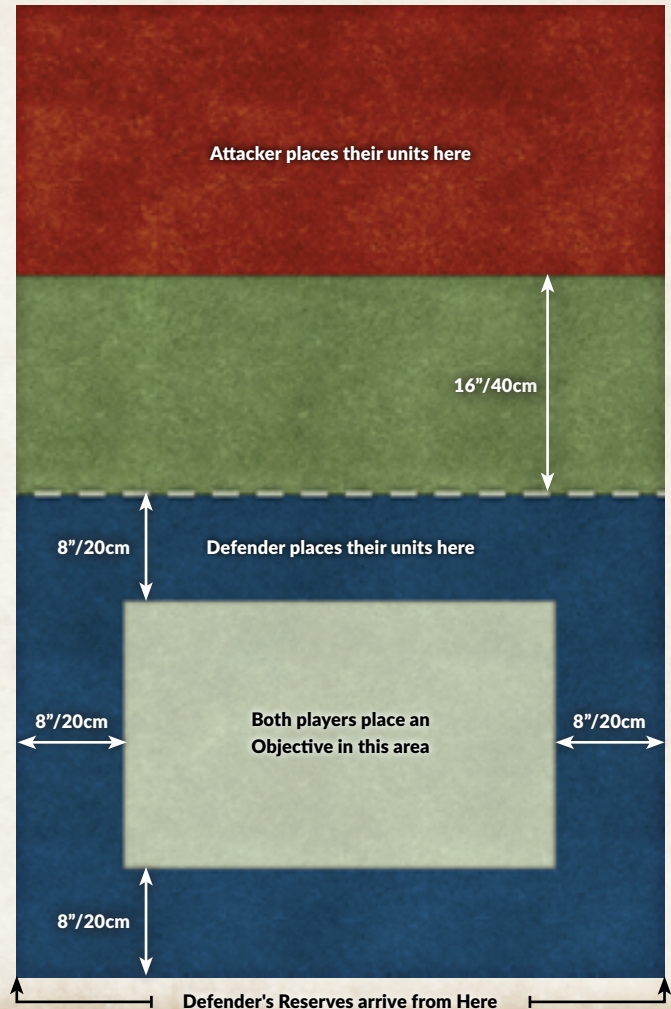 Attacker places their units here
16”/40cm
8”/20cm
Defender places their units here
Both players place an
Objective in this area
8”/20cm
8”/20cm
8”/20cm
Defender's Reserves arrive from Here